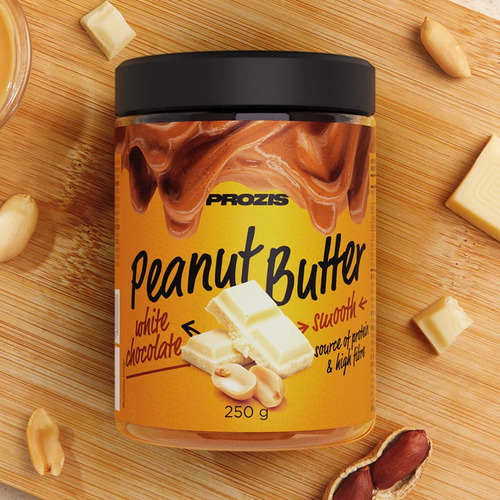 PROZIS
Peanut Butter
white
chocolate
smooth
source of protein
& high fibre
250 g